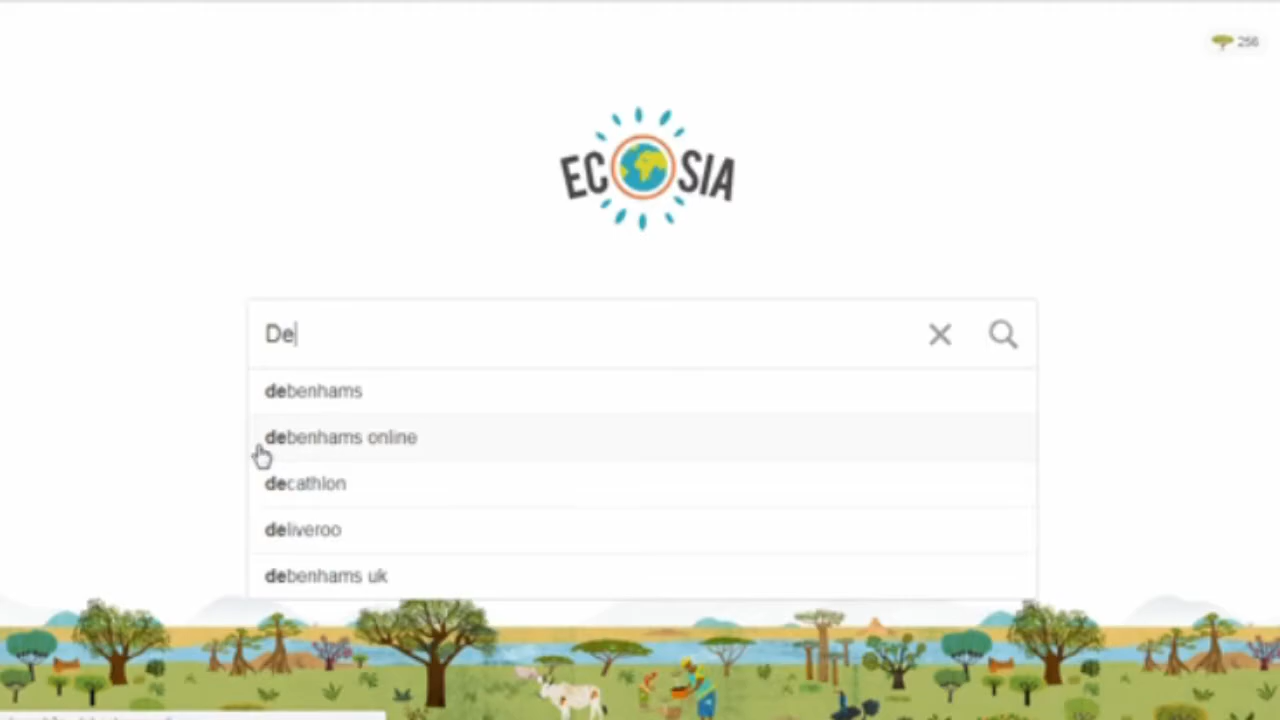 256
ECOSIA
De
debenhams
debenhams online
decathlon
deliveroo
debenhams uk